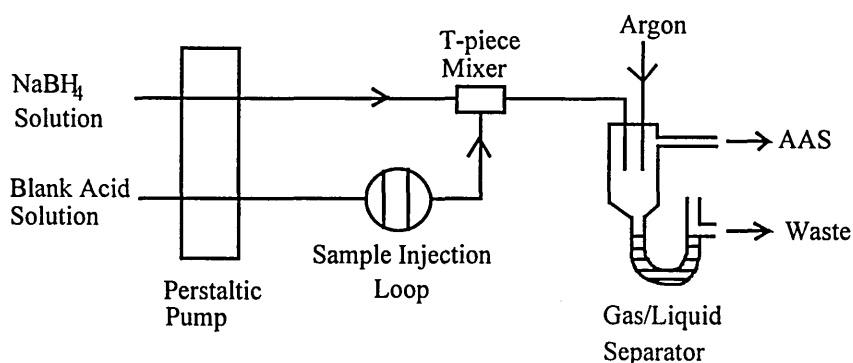 Argon
T-piece
Mixer
NaBH4
Solution
AAS
Blank Acid
Solution
Waste
Sample Injection
Loop
Perstaltic
Pump
Gas/Liquid
Separator